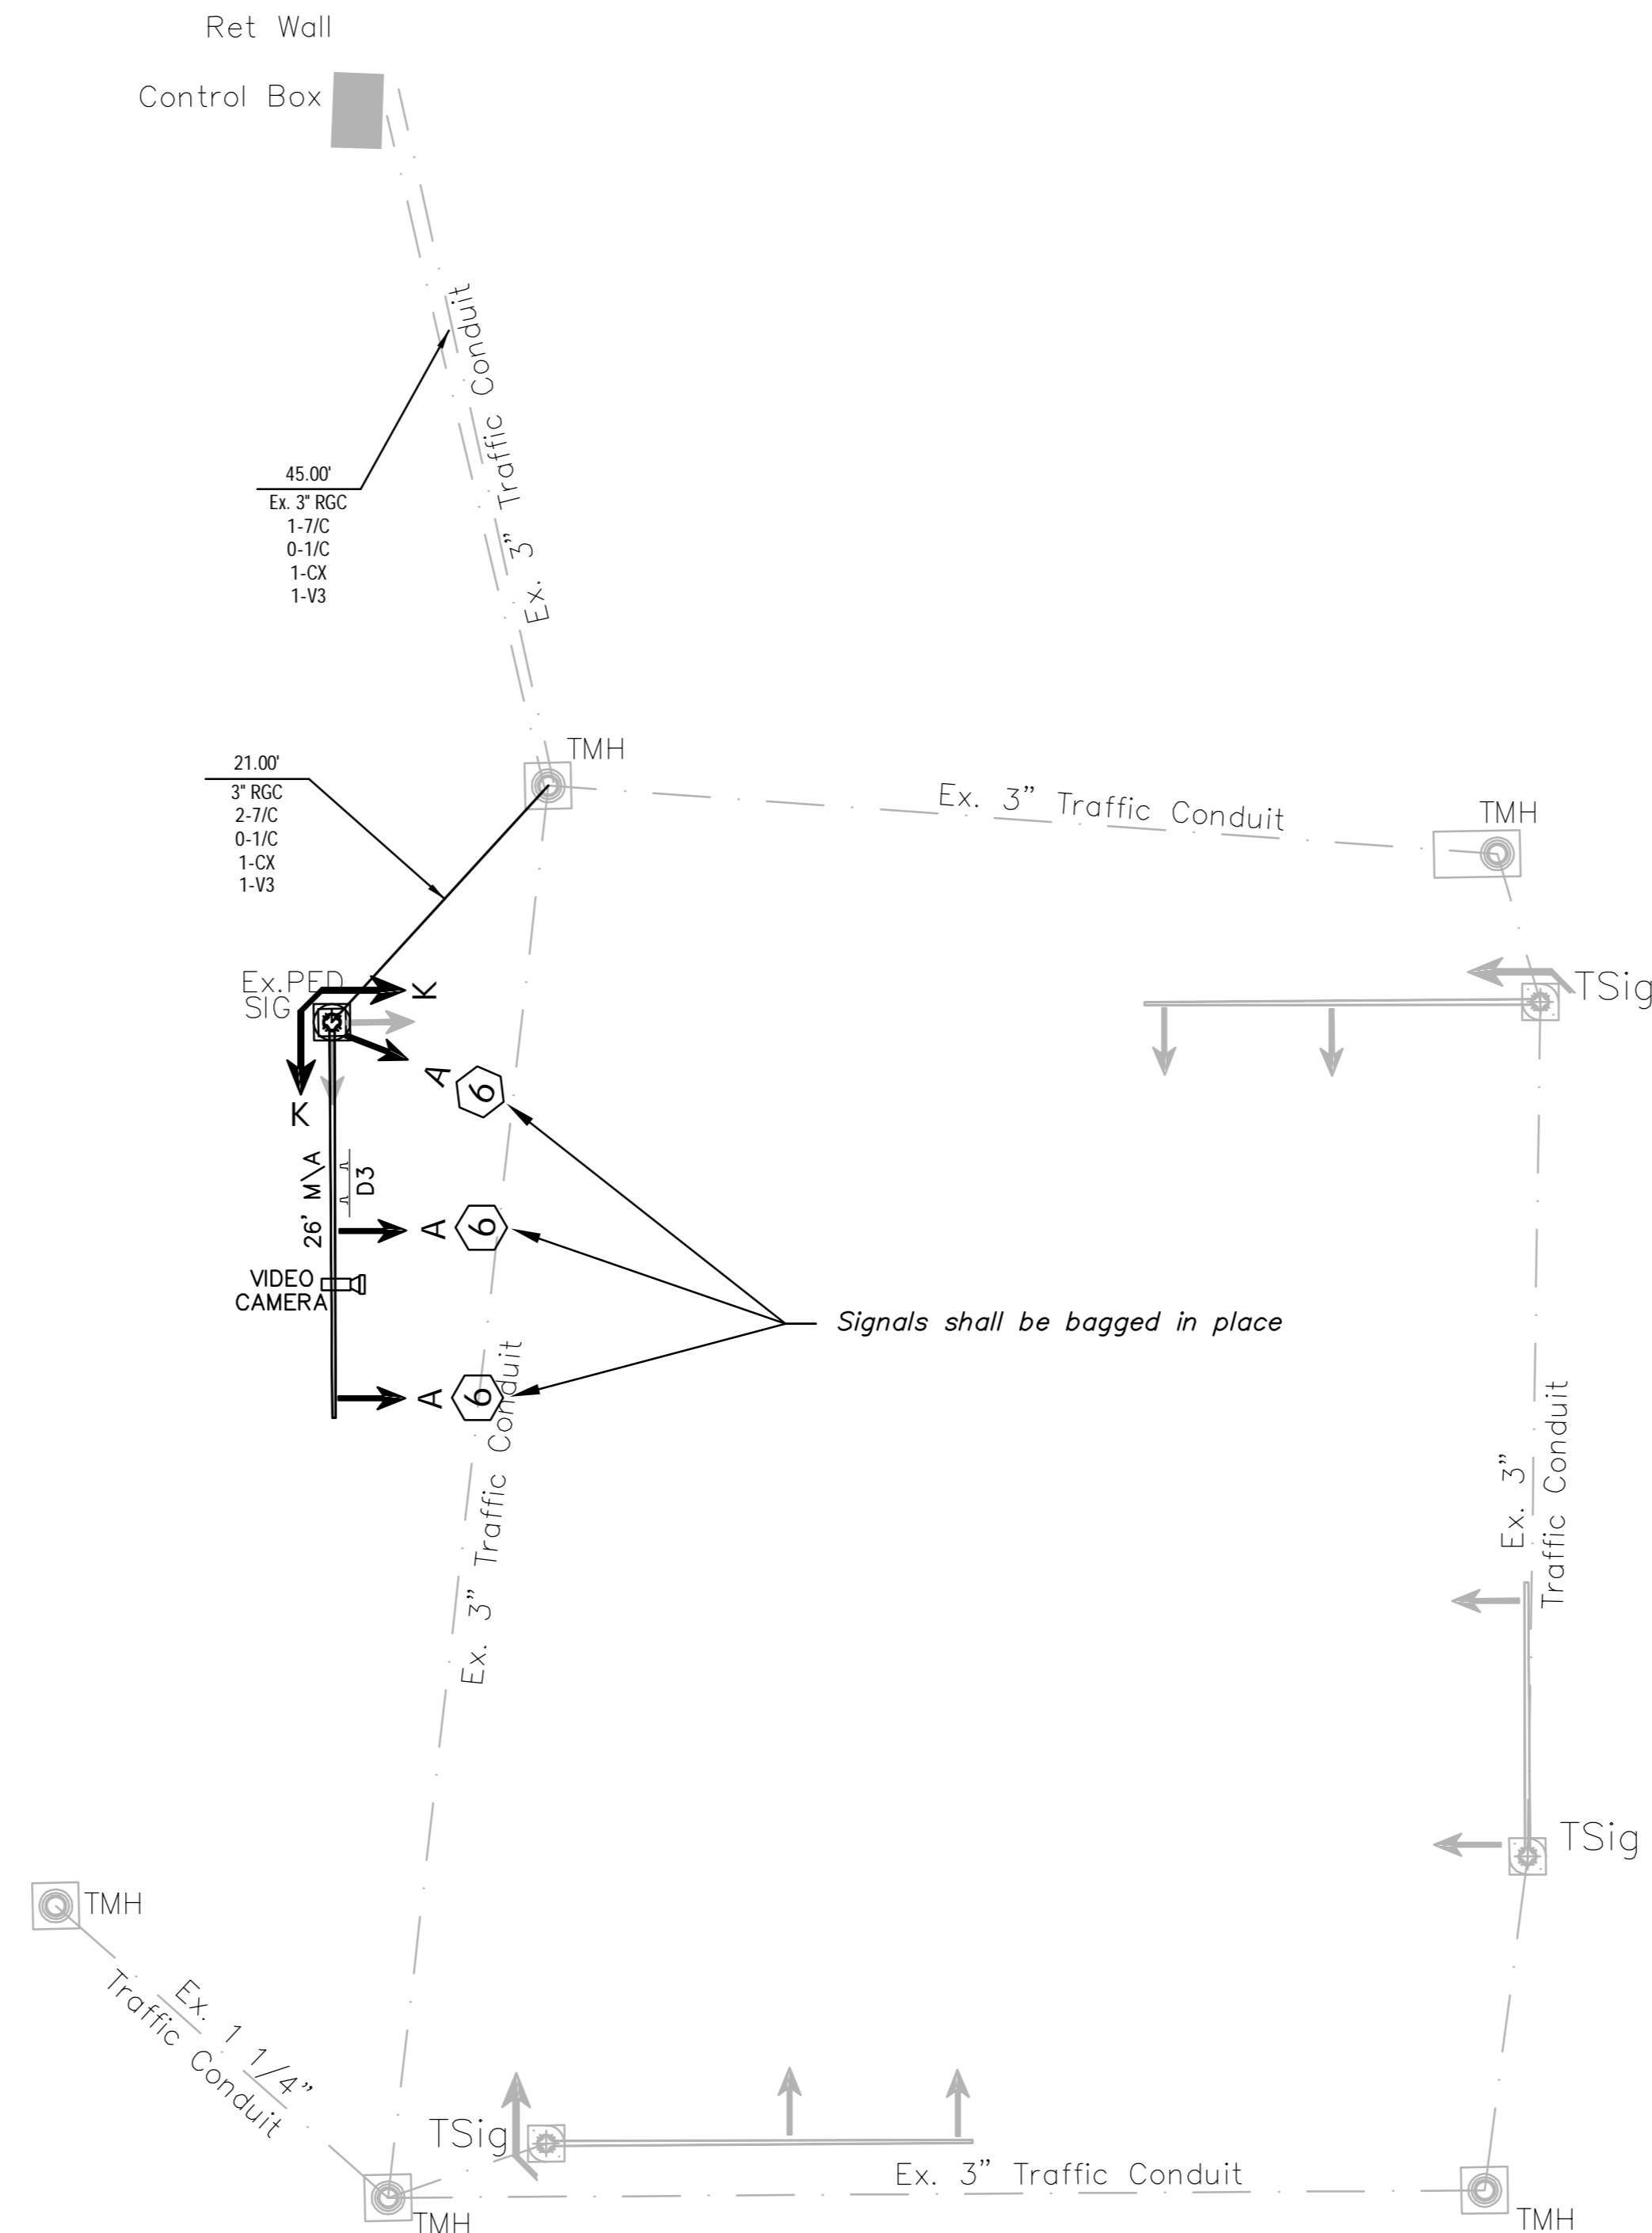 Ret Wall
Control Box
Ex. 3" Traffic Conduit
45.00'
Ex. 3" RGC
1-7/C
0-1/C
1-CX
1-V3
TMH
21.00'
3" RGC
2-7/C
0-1/C
1-CX
1-V3
Ex. 3" Traffic Conduit
TMH
Ex.PED
SIG
K
K
TSig
A
6
26' M\A
D3
A
6
VIDEO
CAMERA
Signals shall be bagged in place
A
6
Ex. 3" Traffic Conduit
Ex. 3"
Traffic Conduit
TSig
TMH
Ex. 1 1/4"
Traffic Conduit
TSig
Ex. 3" Traffic Conduit
TMH
TMH